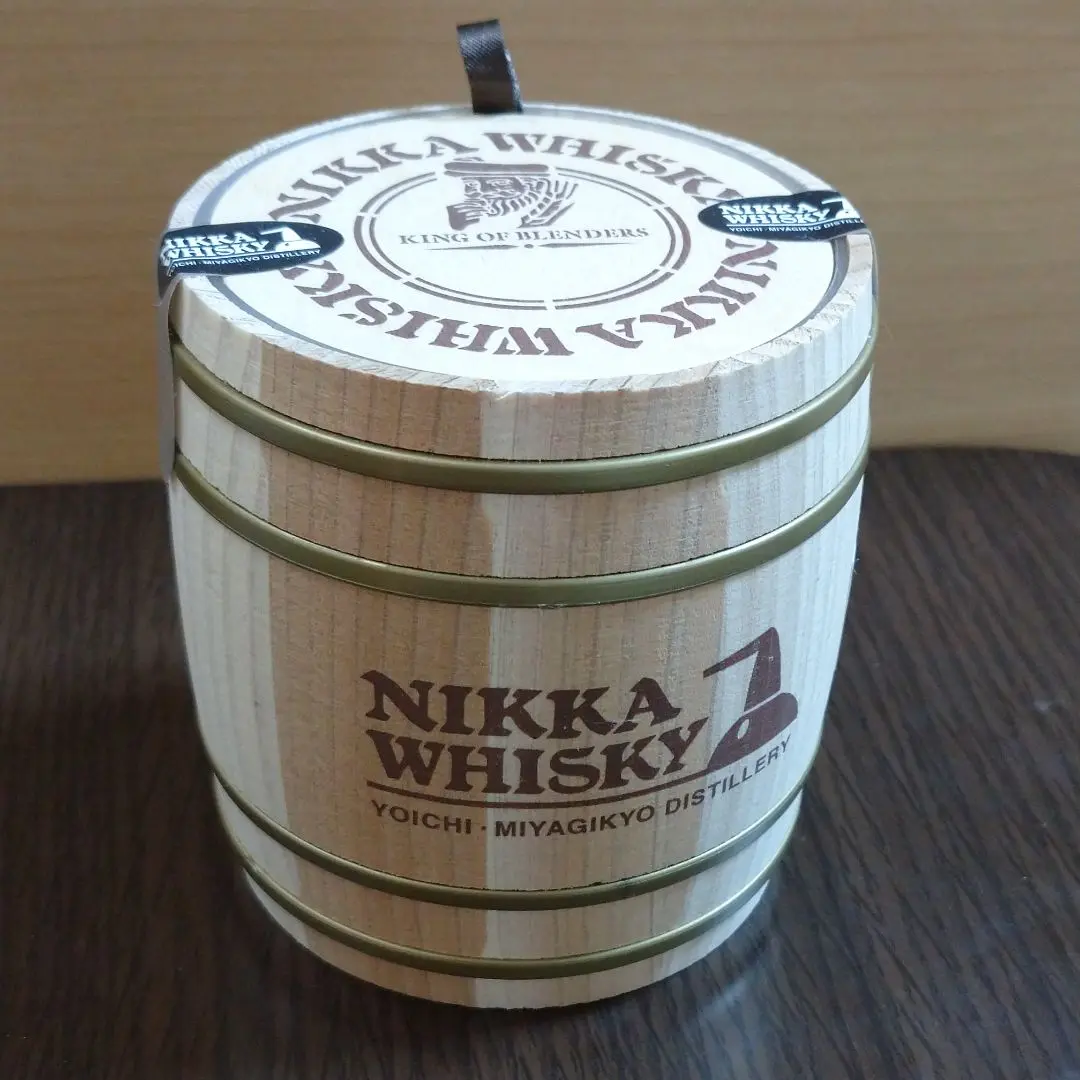 NIKKA WHISKY
NIKKA WHISKY
KING OF BLENDERS
NIKKA
WHISKY
YOICHI · MIYAGIKYO DISTILLERY
NIKKA
WHISKY
MIYAGIKYO DISTILLERY
NIKKA
WHISKY
YOICHI · MIYAGIKYO DISTILLERY